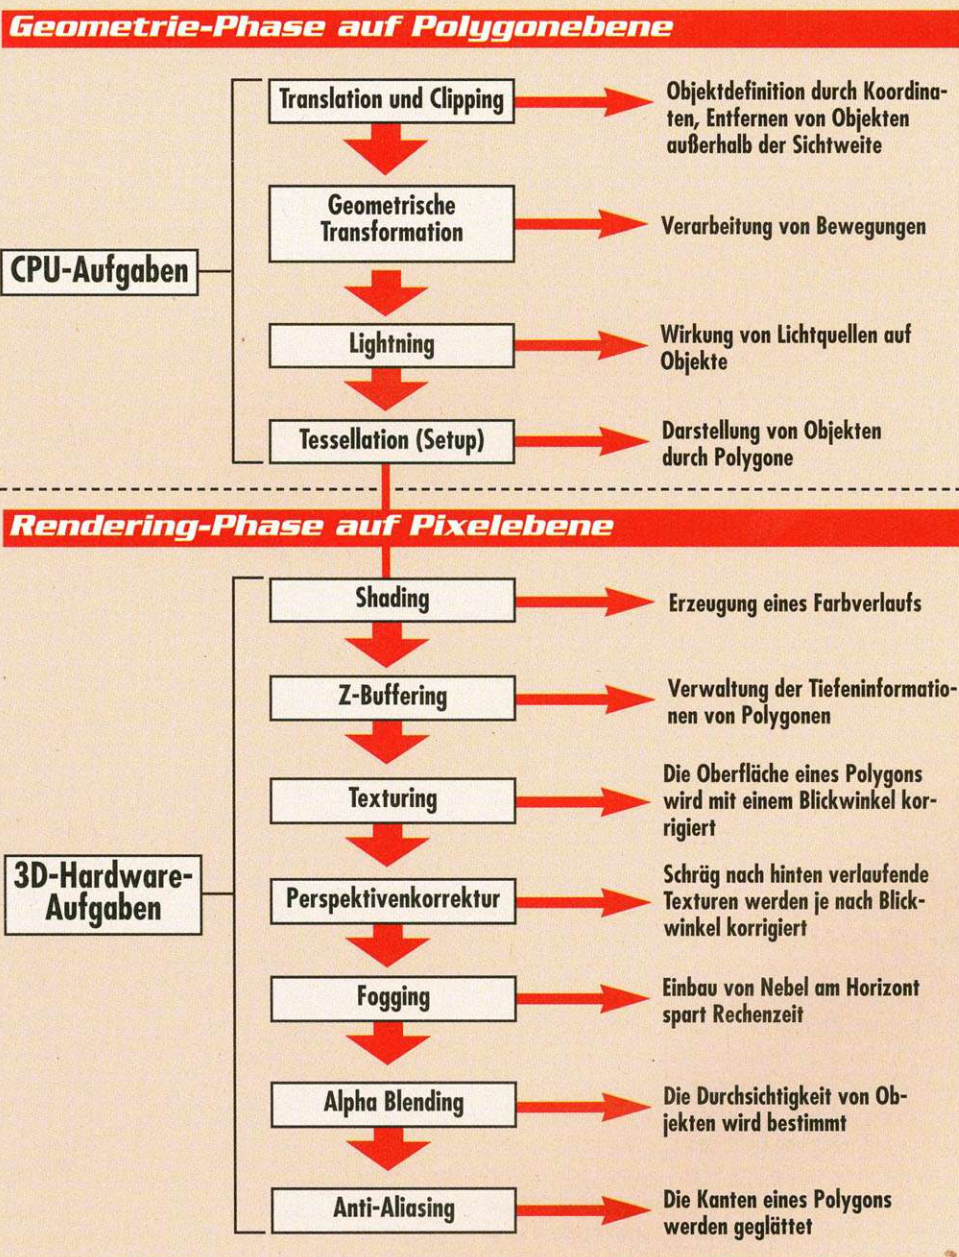 Geometrie-Phase auf Polygonebene
Translation und Clipping
Objektdefinition durch Koordina-
ten, Entfernen von Objekten
außerhalb der Sichtweite
Geometrische
Transformation
Verarbeitung von Bewegungen
CPU-Aufgaben
Lightning
Wirkung von Lichtquellen auf
Objekte
Tessellation (Setup)
Darstellung von Objekten
durch Polygone
Rendering-Phase auf Pixelebene
Shading
Erzeugung eines Farbverlaufs
Z-Buffering
Verwaltung der Tiefeninformatio-
nen von Polygonen
Texturing
Die Oberfläche eines Polygons
wird mit einem Blickwinkel kor-
rigiert
3D-Hardware-
Aufgaben
Perspektivenkorrektur
Schräg nach hinten verlaufende
Texturen werden je nach Blick-
winkel korrigiert
Fogging
Einbau von Nebel am Horizont
spart Rechenzeit
Alpha Blending
Die Durchsichtigkeit von Ob-
jekten wird bestimmt
Anti-Aliasing
Die Kanten eines Polygons
werden geglättet